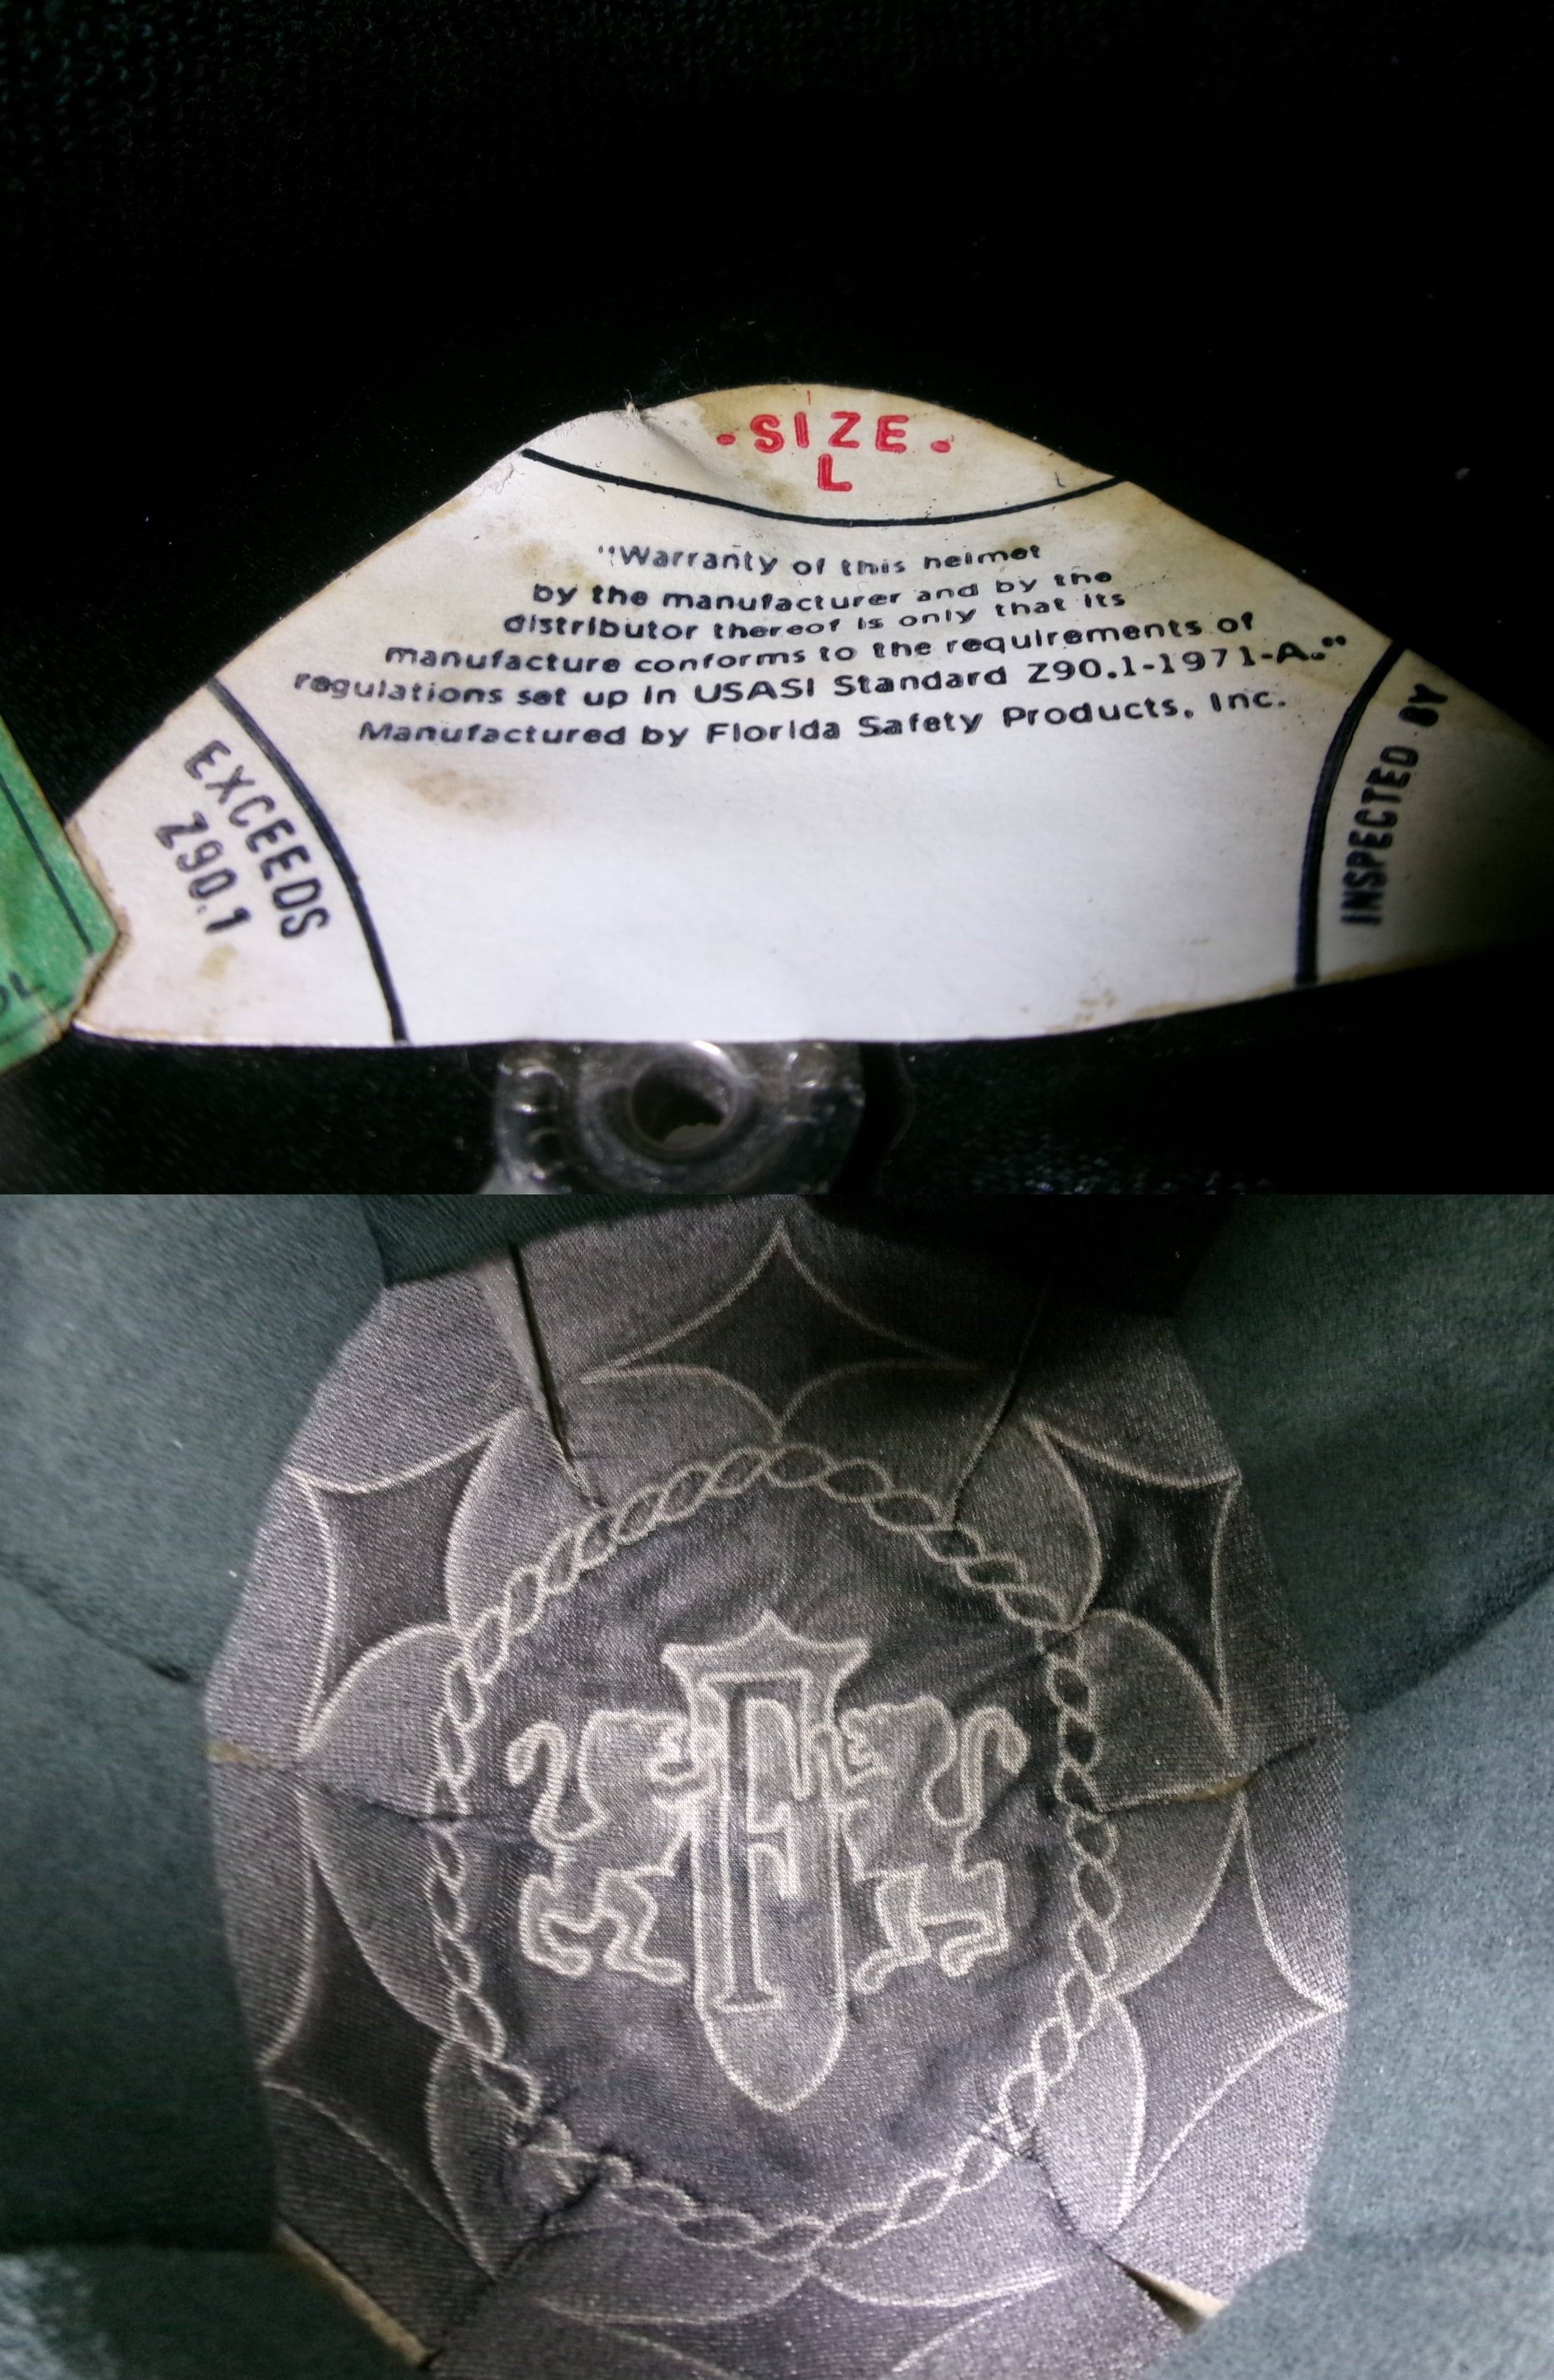 • SIZE •
L
"Warranty of this helmet
by the manufacturer and by the
distributor thereof is only that its
manufacture conforms to the requirements of
regulations set up in USASI Standard Z90.1-1971-A."
Manufactured by Florida Safety Products, Inc.
EXCEEDS
Z90.1
INSPECTED BY
F